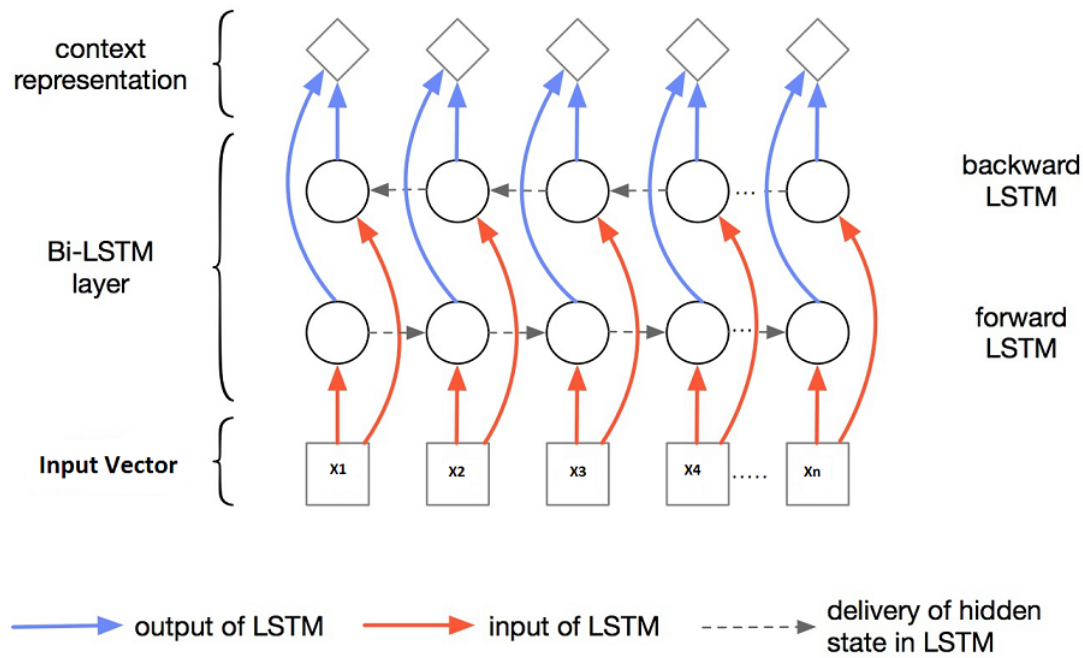 context
representation
Bi-LSTM
layer
backward
LSTM
...
forward
LSTM
...
Input Vector
X1
X2
X3
X4
.....
Xn
output of LSTM
input of LSTM
delivery of hidden
state in LSTM